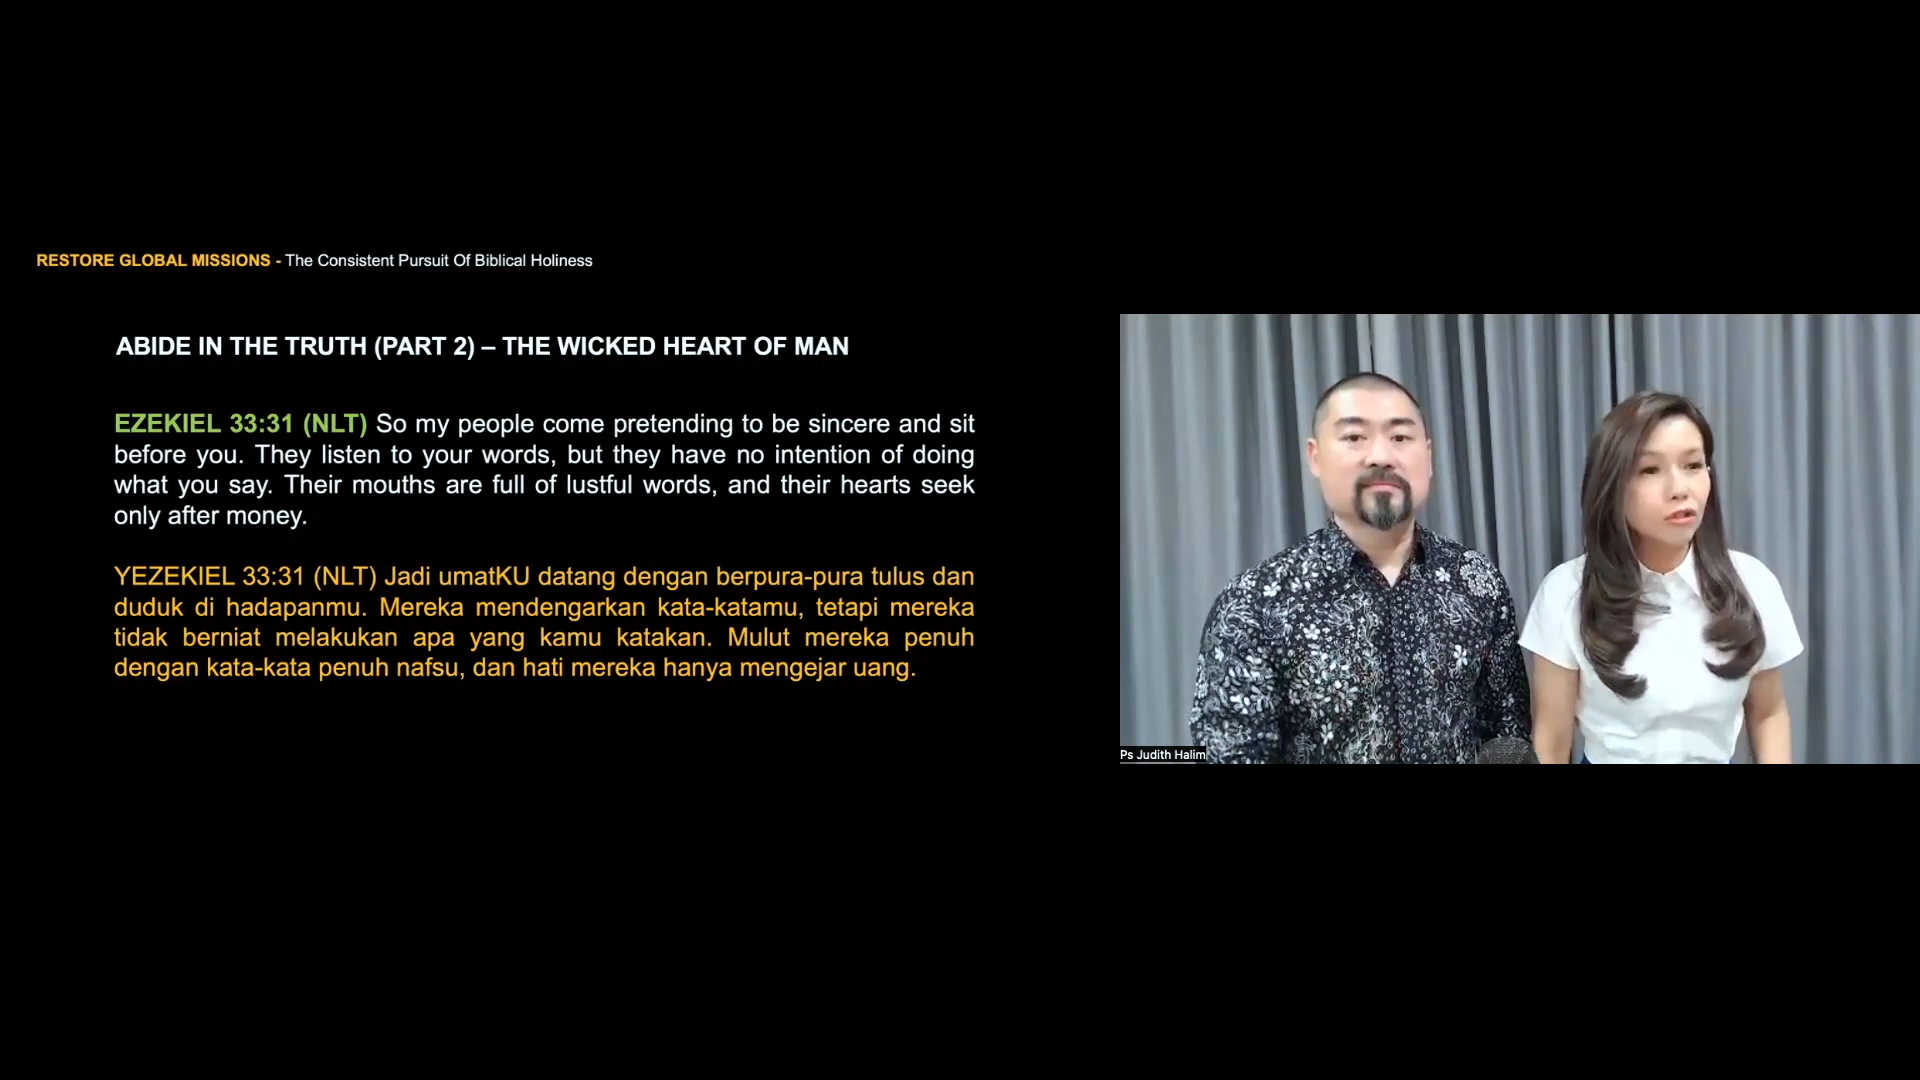 RESTORE GLOBAL MISSIONS - The Consistent Pursuit Of Biblical Holiness
ABIDE IN THE TRUTH (PART 2) – THE WICKED HEART OF MAN
EZEKIEL 33:31 (NLT) So my people come pretending to be sincere and sit
before you. They listen to your words, but they have no intention of doing
what you say. Their mouths are full of lustful words, and their hearts seek
only after money.
YEZEKIEL 33:31 (NLT) Jadi umatKU datang dengan berpura-pura tulus dan
duduk di hadapanmu. Mereka mendengarkan kata-katamu, tetapi mereka
tidak berniat melakukan apa yang kamu katakan. Mulut mereka penuh
dengan kata-kata penuh nafsu, dan hati mereka hanya mengejar uang.
Ps Judith Halim